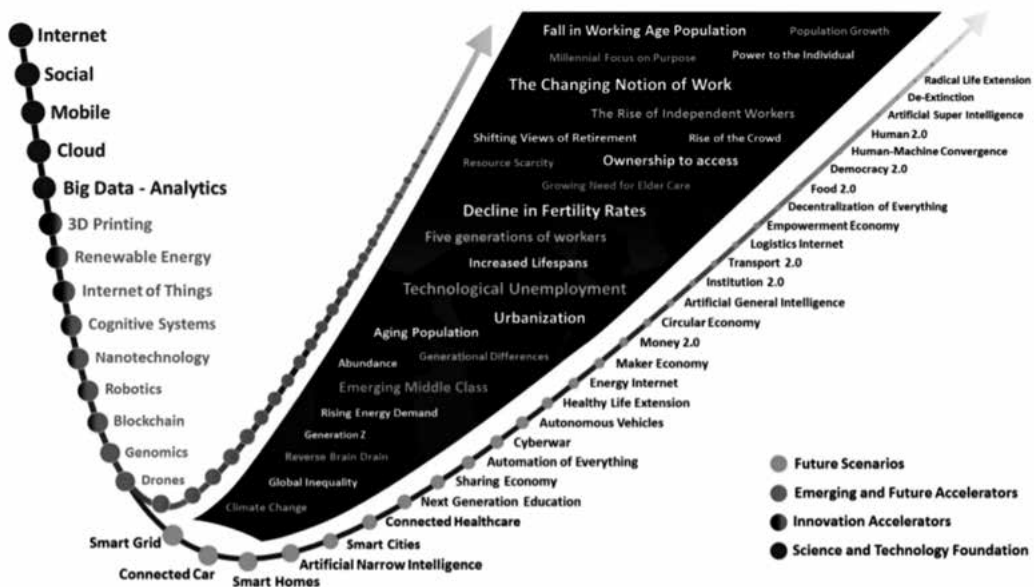 Internet
Social
Mobile
Cloud
Big Data - Analytics
3D Printing
Renewable Energy
Internet of Things
Cognitive Systems
Nanotechnology
Robotics
Blockchain
Genomics
Drones
Smart Grid
Connected Car
Smart Homes
Artificial Narrow Intelligence
Smart Cities
Connected Healthcare
Next Generation Education
Sharing Economy
Automation of Everything
Cyberwar
Autonomous Vehicles
Healthy Life Extension
Energy Internet
Maker Economy
Money 2.0
Circular Economy
Artificial General Intelligence
Institution 2.0
Transport 2.0
Logistics Internet
Empowerment Economy
Decentralization of Everything
Food 2.0
Democracy 2.0
Human-Machine Convergence
Human 2.0
Artificial Super Intelligence
De-Extinction
Radical Life Extension
Fall in Working Age Population
Population Growth
Millennial Focus on Purpose
Power to the Individual
The Changing Notion of Work
The Rise of Independent Workers
Shifting Views of Retirement
Rise of the Crowd
Resource Scarcity
Ownership to access
Growing Need for Elder Care
Decline in Fertility Rates
Five generations of workers
Increased Lifespans
Technological Unemployment
Urbanization
Aging Population
Abundance
Generational Differences
Emerging Middle Class
Rising Energy Demand
Generation Z
Reverse Brain Drain
Global Inequality
Climate Change
Future Scenarios
Emerging and Future Accelerators
Innovation Accelerators
Science and Technology Foundation